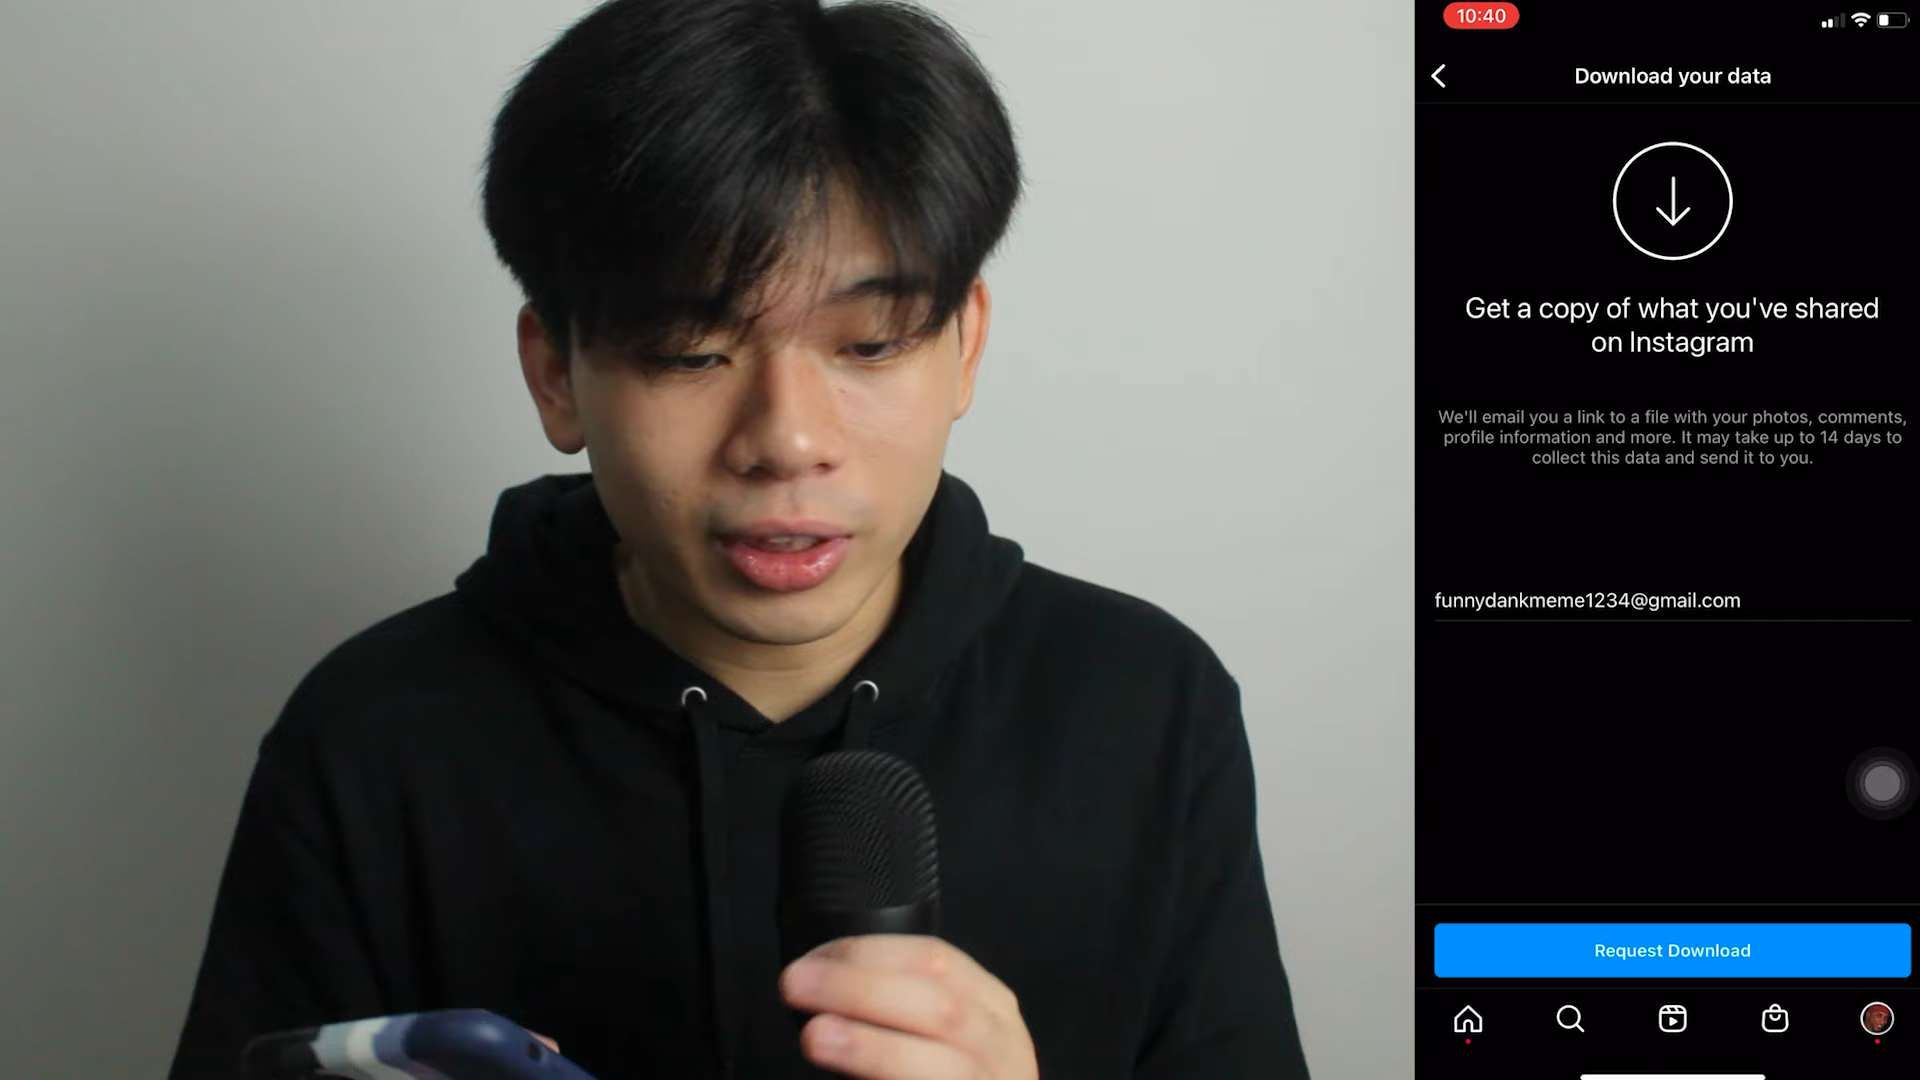 10:40
Download your data
Get a copy of what you've shared
on Instagram
We'll email you a link to a file with your photos, comments,
profile information and more. It may take up to 14 days to
collect this data and send it to you.
funnydankmeme1234@gmail.com
Request Download